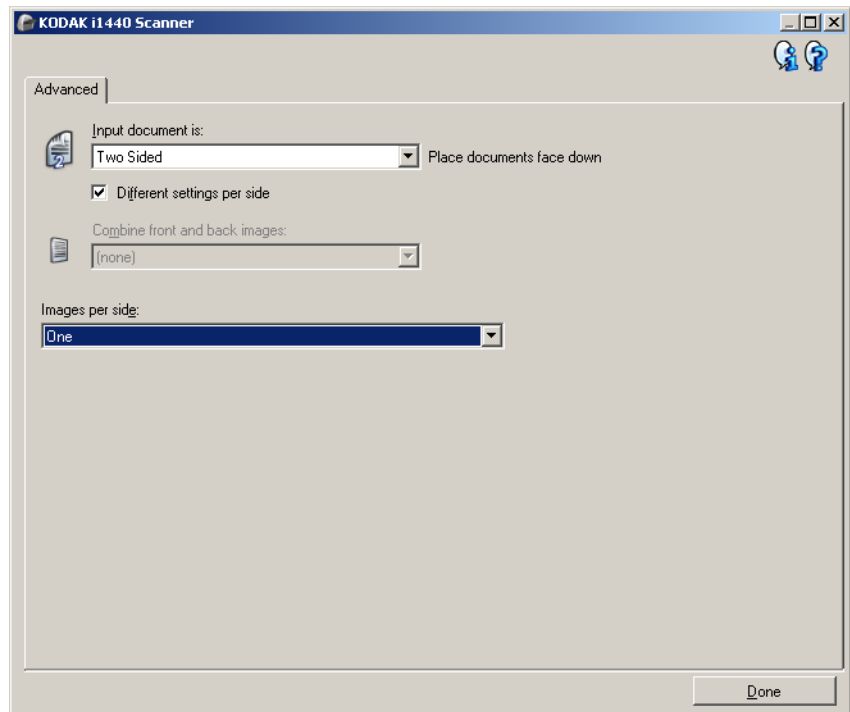 KODAK i1440 Scanner
Advanced
Input document is:
Two Sided
Place documents face down
Different settings per side
Combine front and back images:
(none)
Images per side:
One
Done